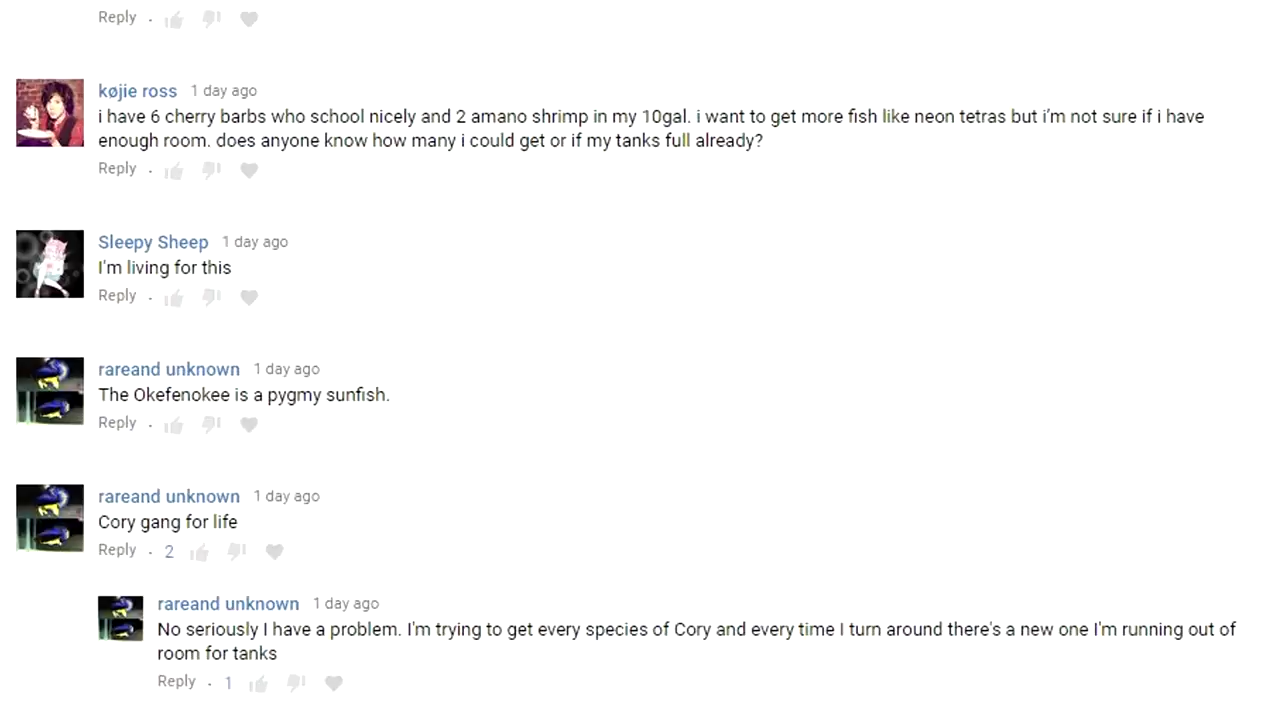 Reply .
køjie ross 1 day ago
i have 6 cherry barbs who school nicely and 2 amano shrimp in my 10gal. i want to get more fish like neon tetras but i'm not sure if i have
enough room. does anyone know how many i could get or if my tanks full already?
Reply .
Sleepy Sheep 1 day ago
I'm living for this
Reply .
rareand unknown 1 day ago
The Okefenokee is a pygmy sunfish.
Reply .
rareand unknown 1 day ago
Cory gang for life
Reply . 2
rareand unknown 1 day ago
No seriously I have a problem. I'm trying to get every species of Cory and every time I turn around there's a new one I'm running out of
room for tanks
Reply . 1